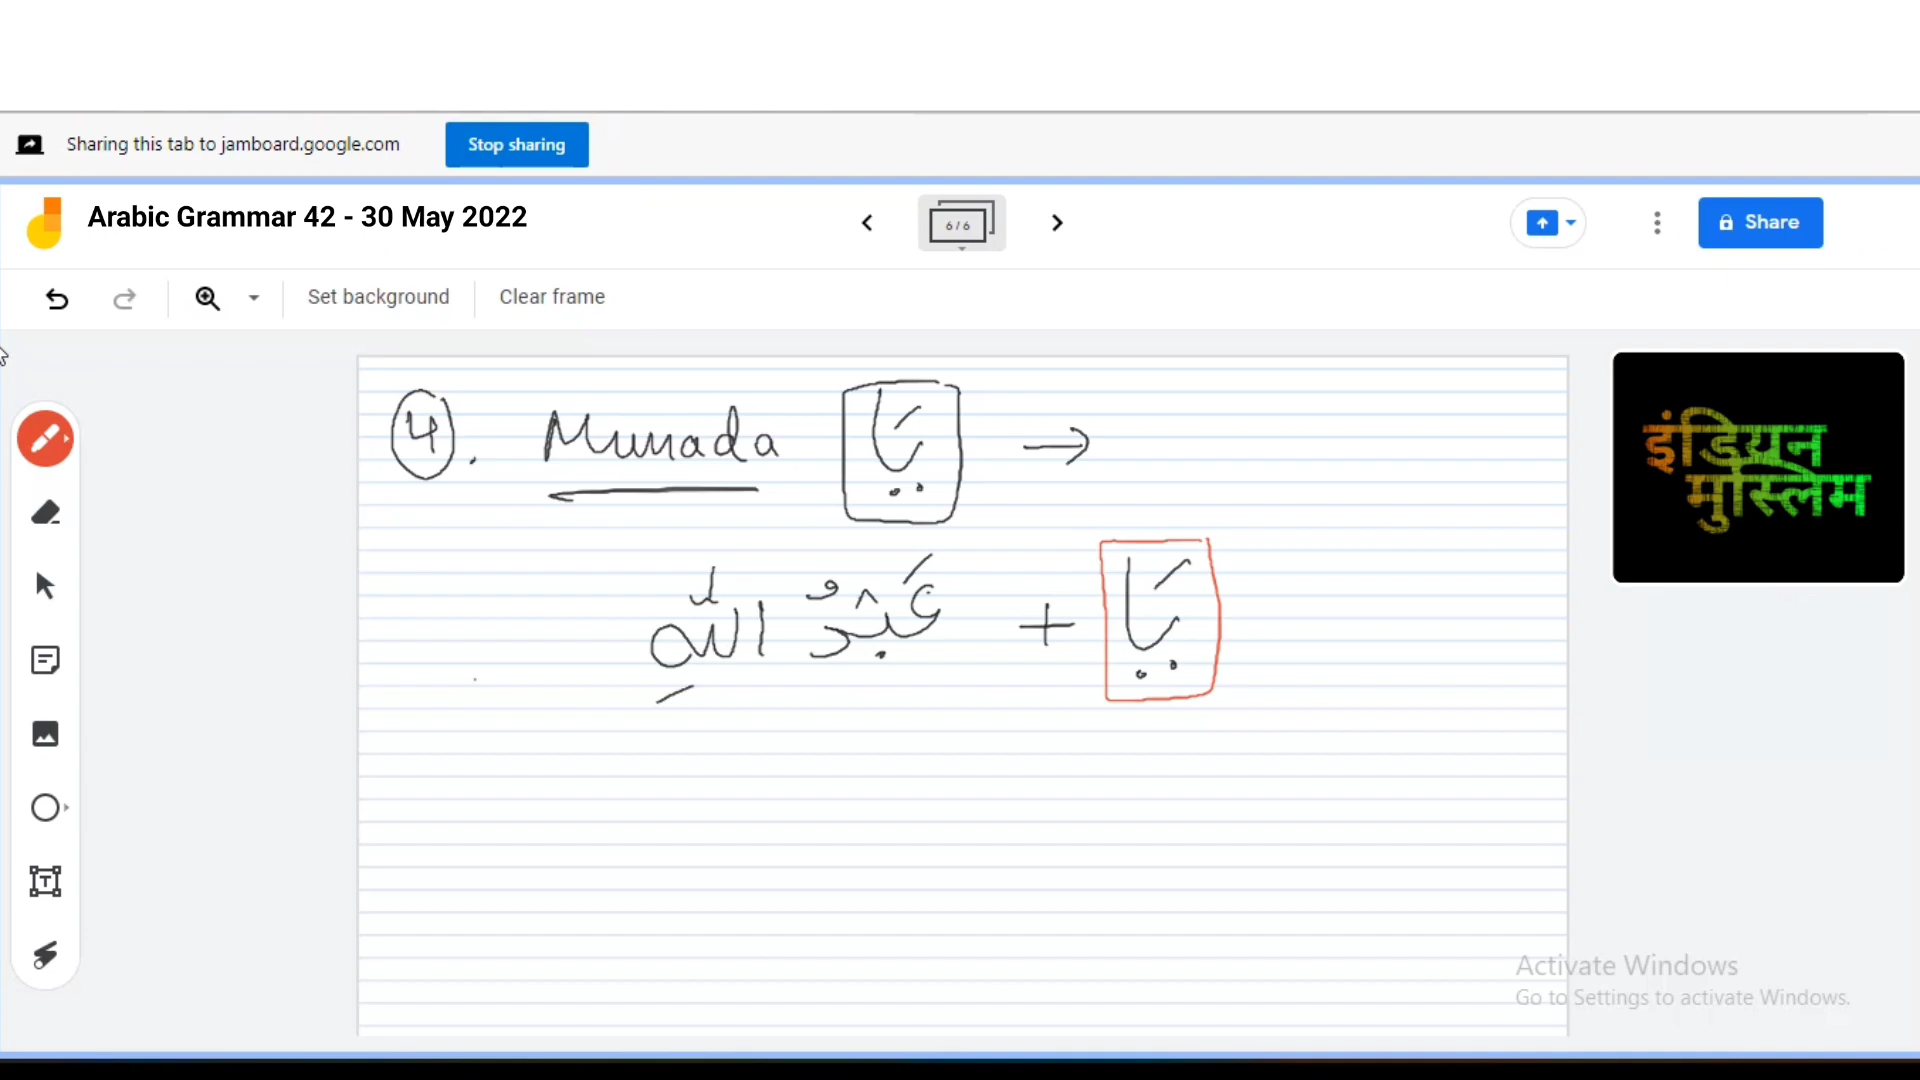 Sharing this tab to jamboard.google.com Stop sharing
Arabic Grammar 42 - 30 May 2022
6 / 6
Share
Set background Clear frame
4. Munada يَا →
يَا + عَبْدُ اللهِ
इंडियन
मुस्लिम
Activate Windows
Go to Settings to activate Windows.